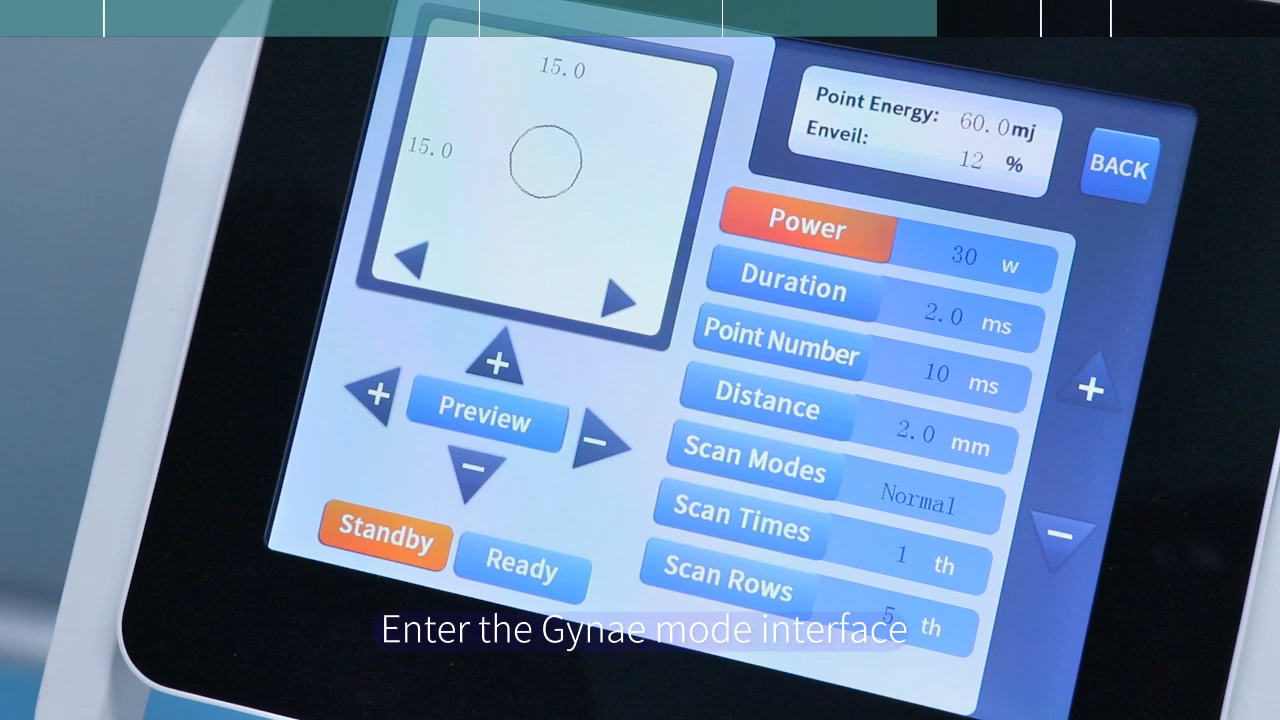 15.0
15.0
Point Energy: 60.0mj
Enveil: 12 %
BACK
Power 30 w
Duration 2.0 ms
Point Number 10 ms
Distance 2.0 mm
Scan Modes Normal
Scan Times 1 th
Scan Rows 5 th
+
+ Preview −
−
+
−
Standby Ready
Enter the Gynae mode interface